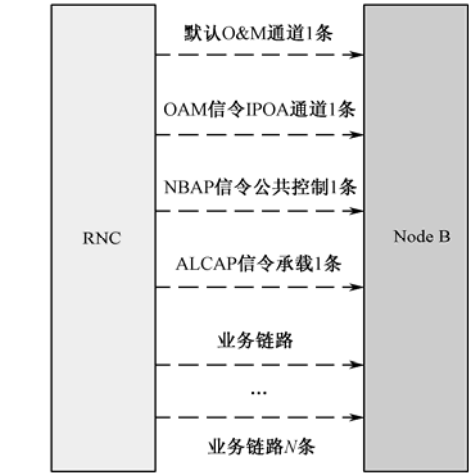 默认O&M通道1条
OAM信令IPOA通道1条
NBAP信令公共控制1条
RNC
Node B
ALCAP信令承载1条
业务链路
...
业务链路N条